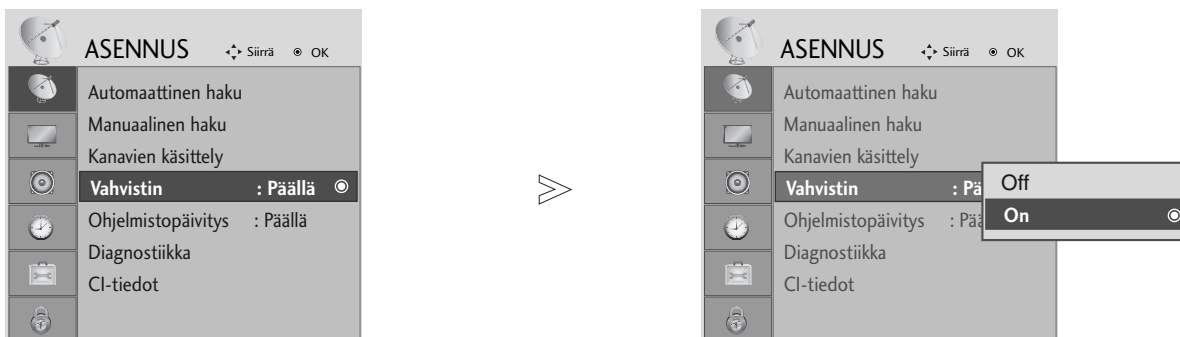 ASENNUS Siirrä OK
Automaattinen haku
Manuaalinen haku
Kanavien käsittely
Vahvistin : Päällä
Ohjelmistopäivitys : Päällä
Diagnostiikka
CI-tiedot
ASENNUS Siirrä OK
Automaattinen haku
Manuaalinen haku
Kanavien käsittely
Vahvistin : Pä
Off
On
Ohjelmistopäivitys : Pää
Diagnostiikka
CI-tiedot